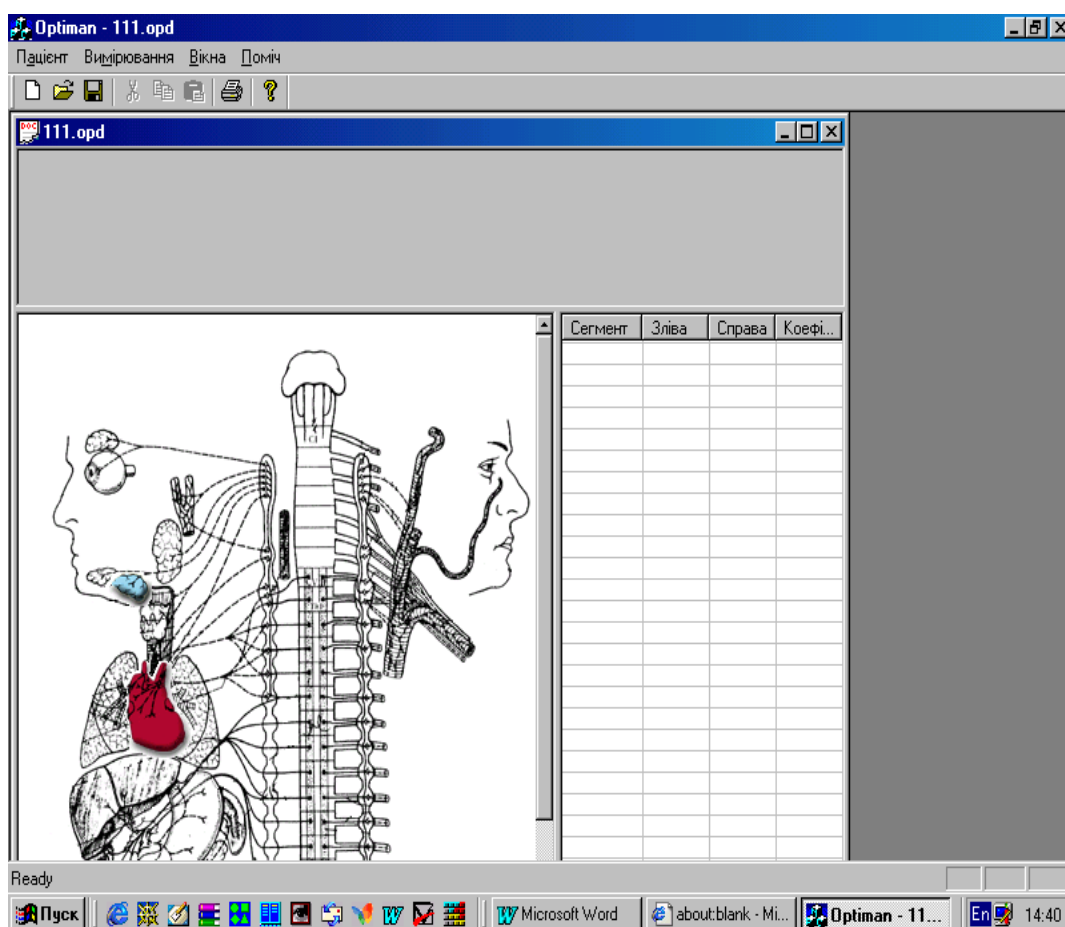 Optiman - 111.opd
Пацієнт Вимірювання Вікна Поміч
111.opd
Сегмент Зліва Справа Коефі...
CI
Ready
Пуск Microsoft Word about:blank - Mi... Optiman - 11... En 14:40